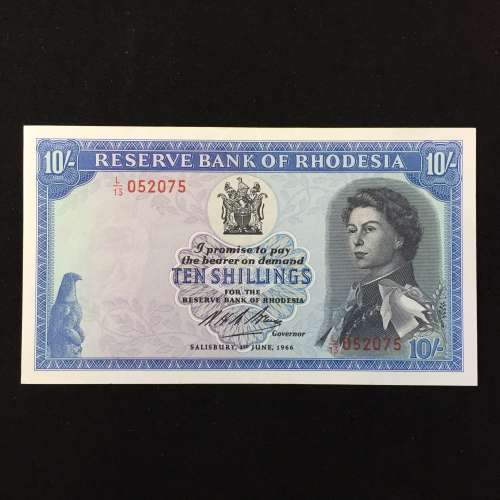 10/-
RESERVE BANK OF RHODESIA
10/-
L/13 052075
I promise to pay
the bearer on demand
TEN SHILLINGS
FOR THE
RESERVE BANK OF RHODESIA
Governor
L/13 052075
SALISBURY, 1ST JUNE, 1966
10/-